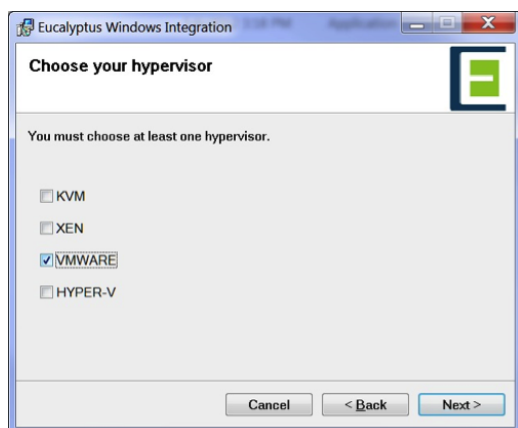 Eucalyptus Windows Integration
Choose your hypervisor
You must choose at least one hypervisor.
KVM
XEN
VMWARE
HYPER-V
Cancel
< Back
Next >